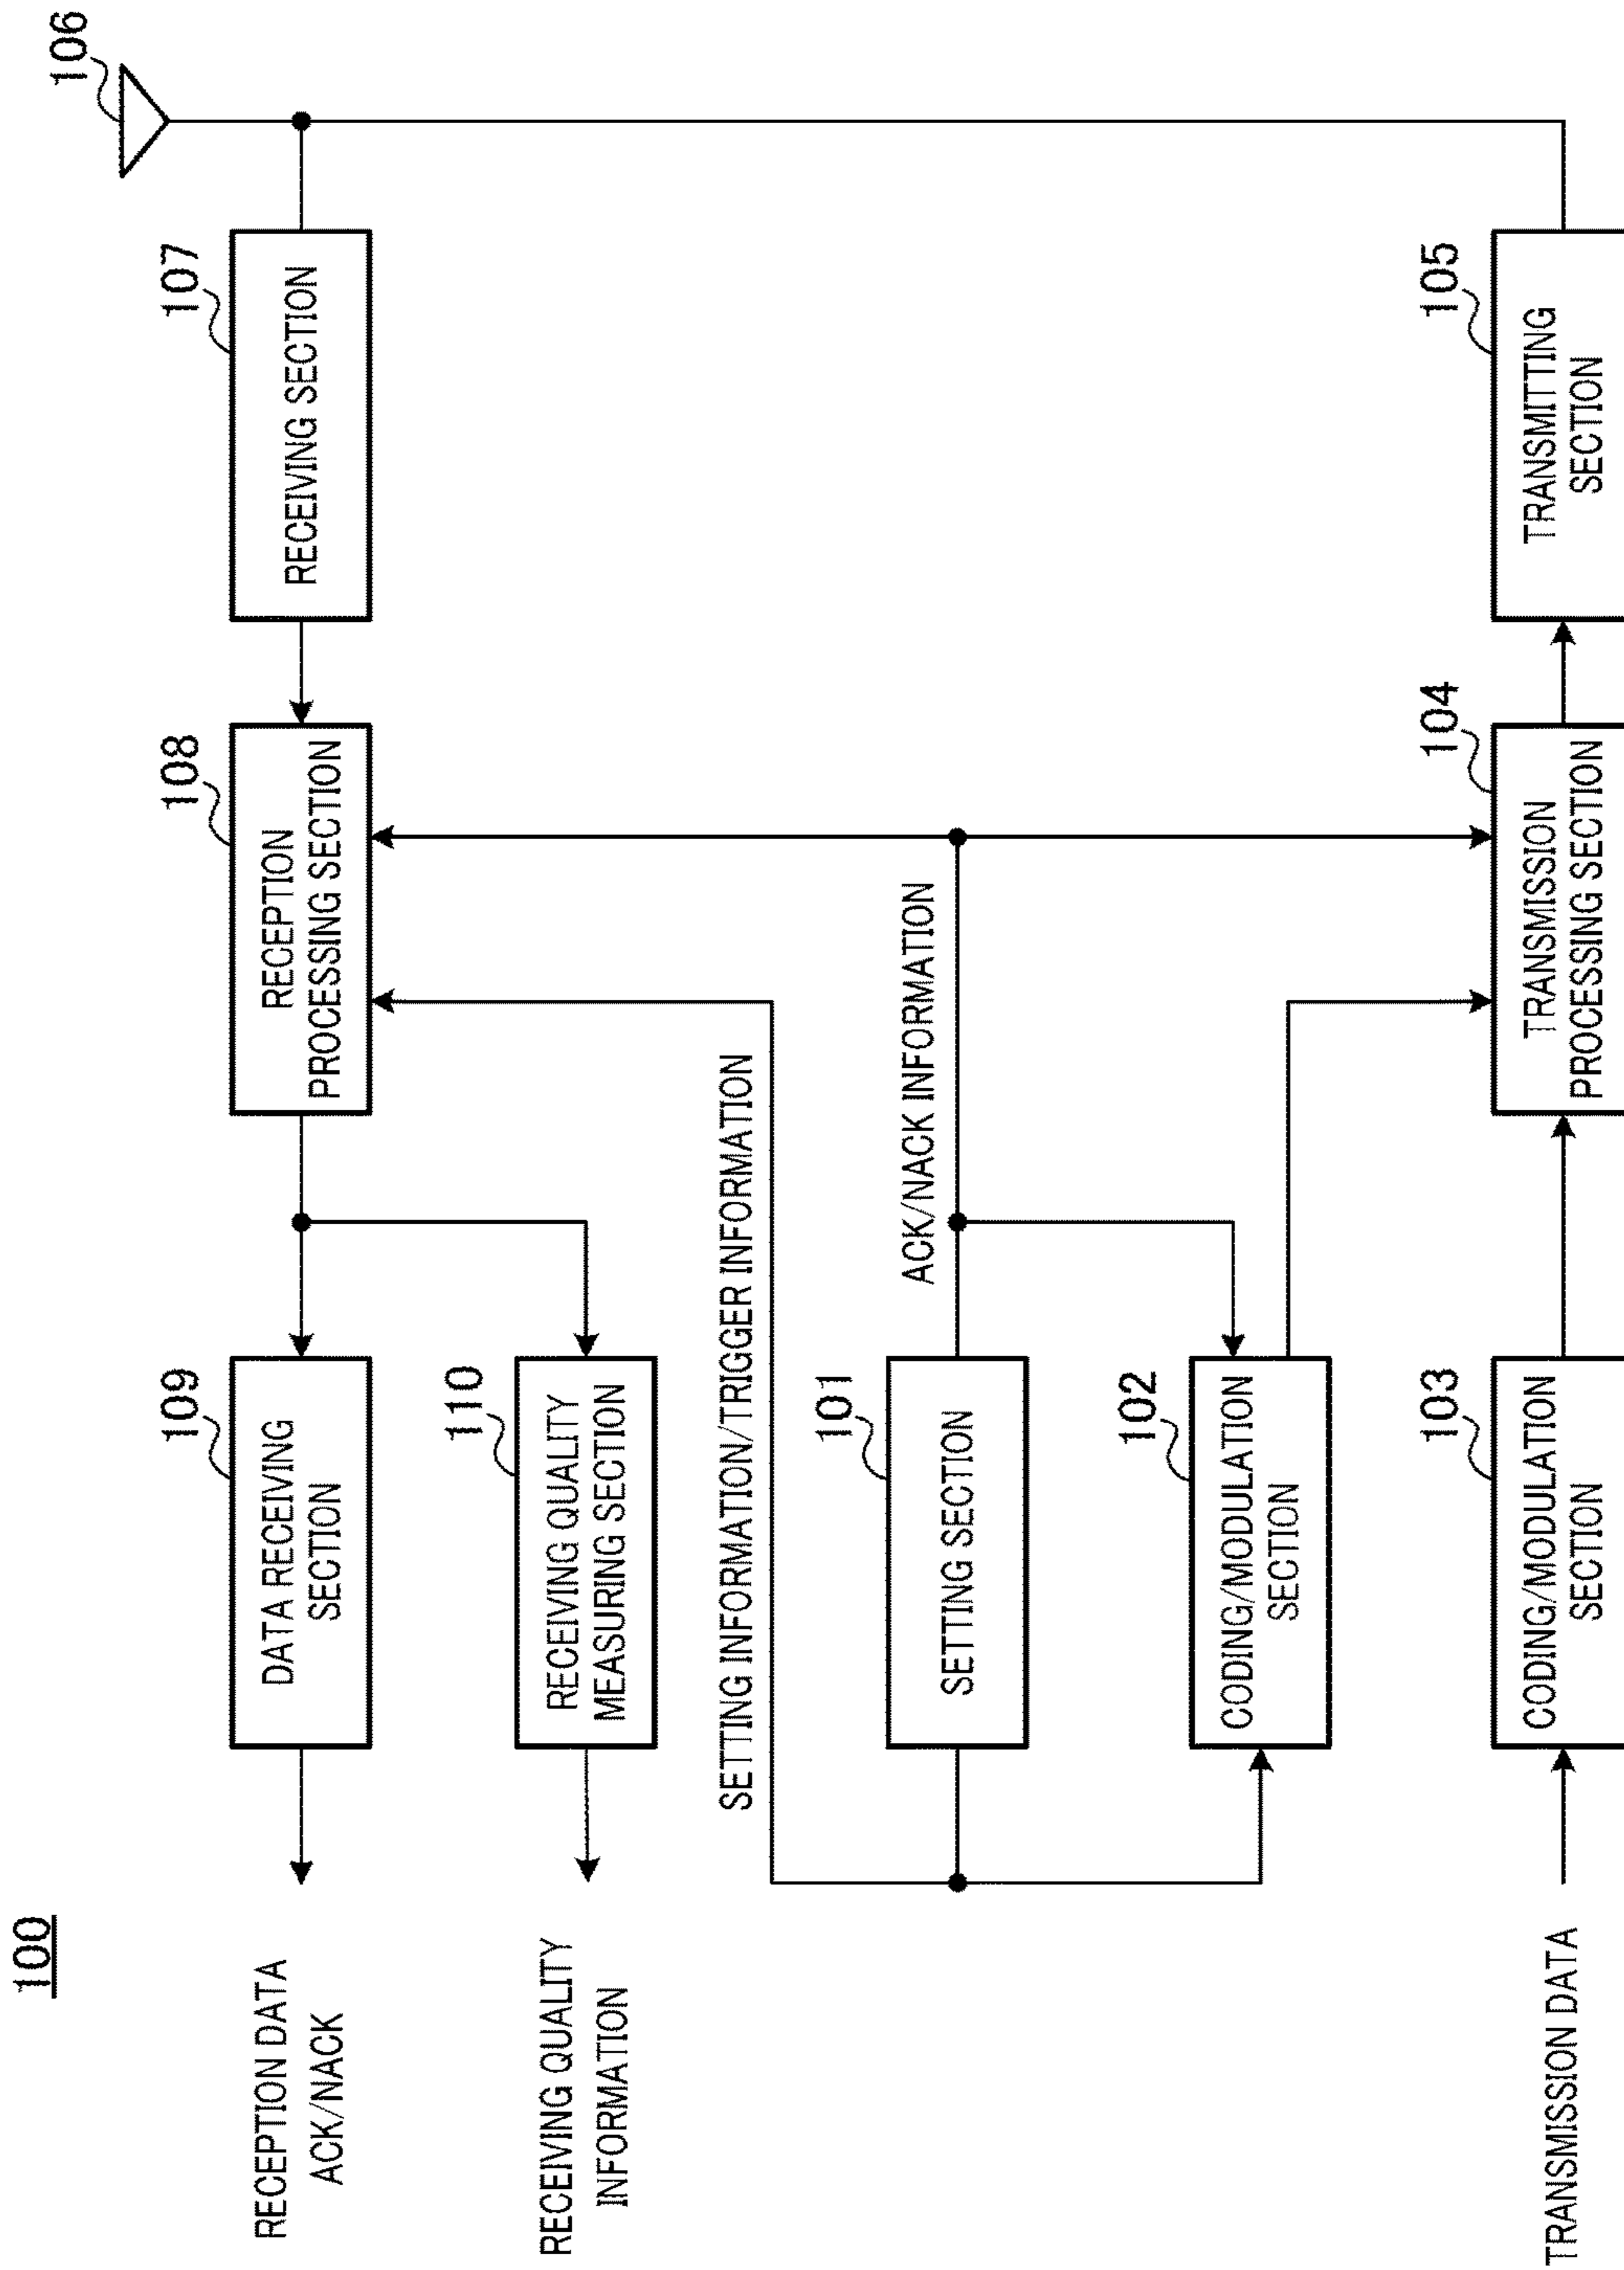 100
RECEPTION DATA
ACK/NACK
109
DATA RECEIVING
SECTION
108
RECEPTION
PROCESSING SECTION
107
RECEIVING SECTION
106
RECEIVING QUALITY
INFORMATION
110
RECEIVING QUALITY
MEASURING SECTION
SETTING INFORMATION/TRIGGER INFORMATION
101
SETTING SECTION
ACK/NACK INFORMATION
102
CODING/MODULATION
SECTION
TRANSMISSION DATA
103
CODING/MODULATION
SECTION
104
TRANSMISSION
PROCESSING SECTION
105
TRANSMITTING
SECTION